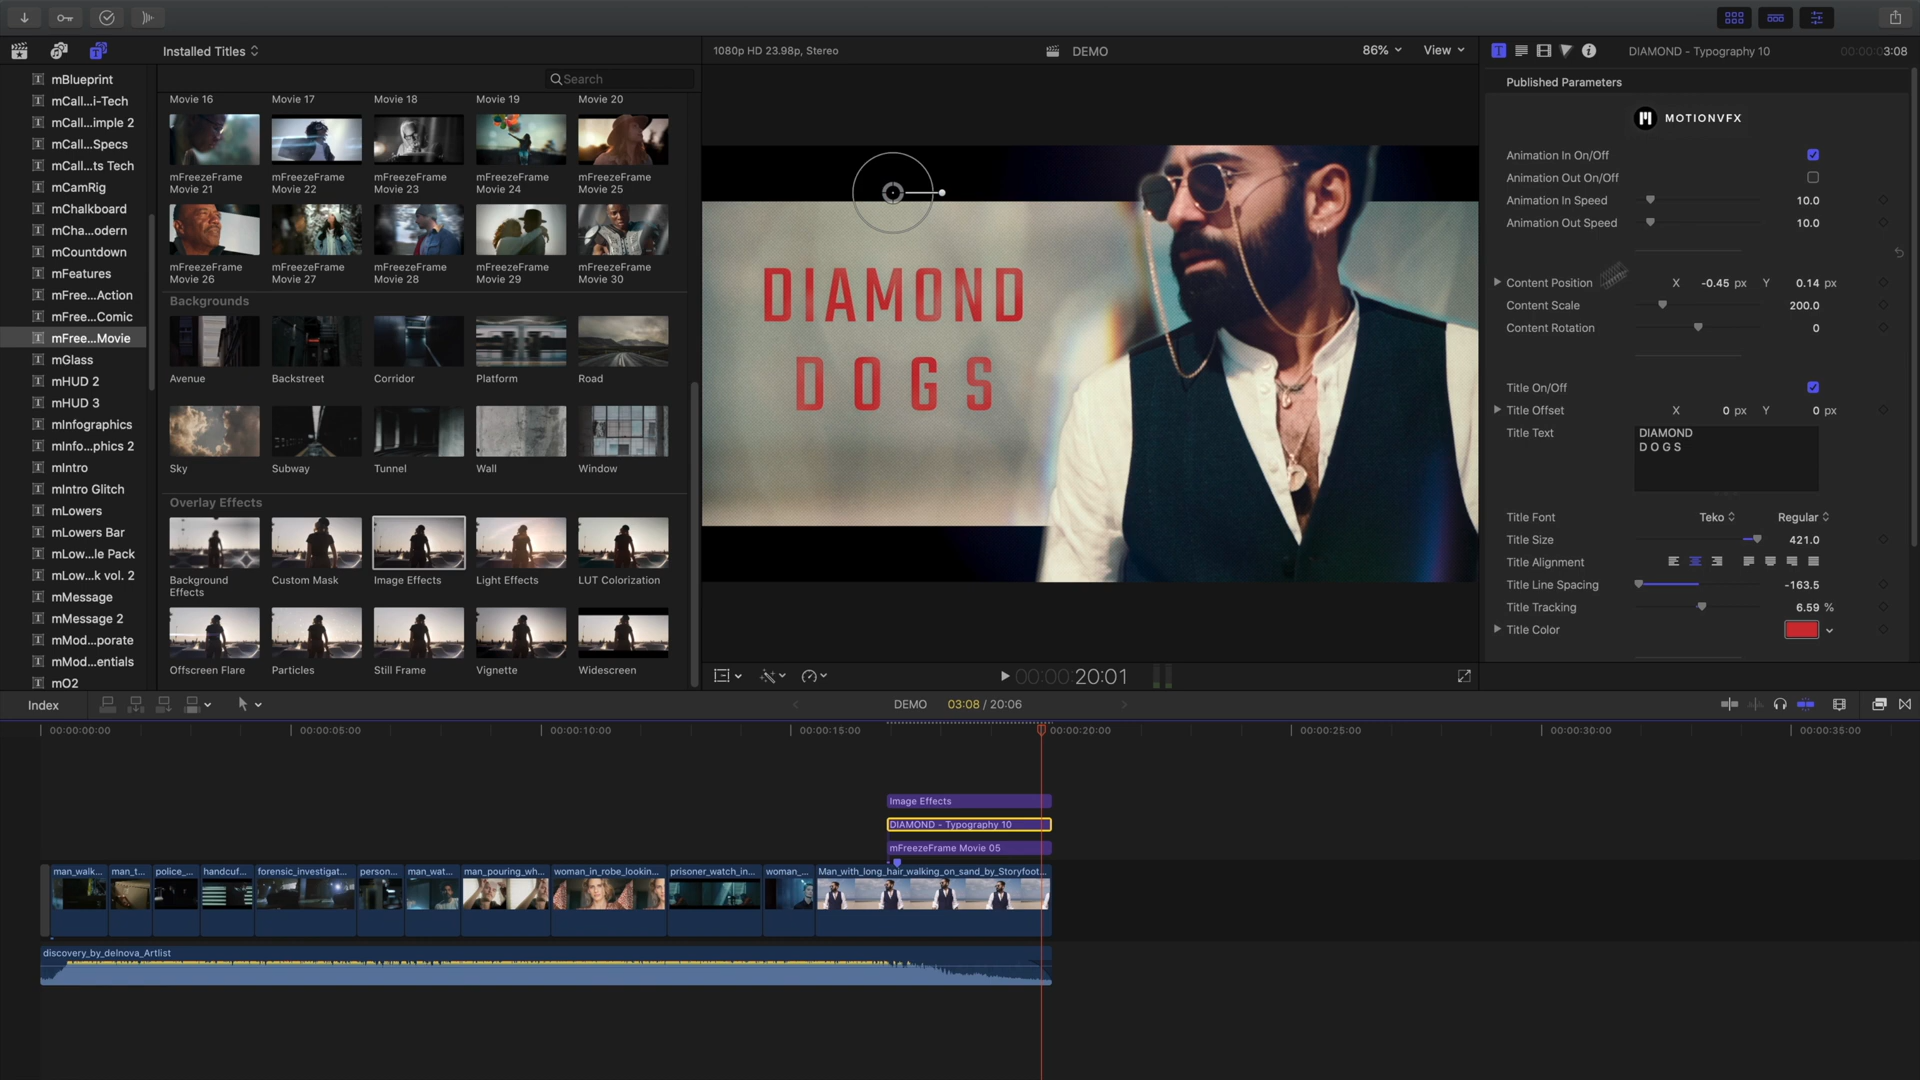 Installed Titles
1080p HD 23.98p, Stereo
DEMO
86%
View
DIAMOND - Typography 10
00:00:03:08
mBlueprint
mCall...i-Tech
mCall...imple 2
mCall...Specs
mCall...ts Tech
mCamRig
mChalkboard
mCha...odern
mCountdown
mFeatures
mFree...Action
mFree...Comic
mFree...Movie
mGlass
mHUD 2
mHUD 3
mInfographics
mInfo...phics 2
mIntro
mIntro Glitch
mLowers
mLowers Bar
mLow...le Pack
mLow...k vol. 2
mMessage
mMessage 2
mMod...porate
mMod...entials
mO2
Search
Movie 16
Movie 17
Movie 18
Movie 19
Movie 20
mFreezeFrame
Movie 21
mFreezeFrame
Movie 22
mFreezeFrame
Movie 23
mFreezeFrame
Movie 24
mFreezeFrame
Movie 25
mFreezeFrame
Movie 26
mFreezeFrame
Movie 27
mFreezeFrame
Movie 28
mFreezeFrame
Movie 29
mFreezeFrame
Movie 30
Backgrounds
Avenue
Backstreet
Corridor
Platform
Road
Sky
Subway
Tunnel
Wall
Window
Overlay Effects
Background
Effects
Custom Mask
Image Effects
Light Effects
LUT Colorization
Offscreen Flare
Particles
Still Frame
Vignette
Widescreen
DIAMOND
DOGS
00:00:00:20:01
Published Parameters
MOTIONVFX
Animation In On/Off
Animation Out On/Off
Animation In Speed 10.0
Animation Out Speed 10.0
Content Position X -0.45 px Y 0.14 px
Content Scale 200.0
Content Rotation 0
Title On/Off
Title Offset X 0 px Y 0 px
Title Text
DIAMOND
D O G S
Title Font Teko Regular
Title Size 421.0
Title Alignment
Title Line Spacing -163.5
Title Tracking 6.59 %
Title Color
Index
DEMO
03:08 / 20:06
00:00:00:00
00:00:05:00
00:00:10:00
00:00:15:00
00:00:20:00
00:00:25:00
00:00:30:00
00:00:35:00
Image Effects
DIAMOND - Typography 10
mFreezeFrame Movie 05
man_walk...
man_t...
police_...
handcuf...
forensic_investigat...
person...
man_wat...
man_pouring_wh...
woman_in_robe_lookin...
prisoner_watch_in...
woman_...
Man_with_long_hair_walking_on_sand_by_Storyfoot...
discovery_by_delnova_Artlist